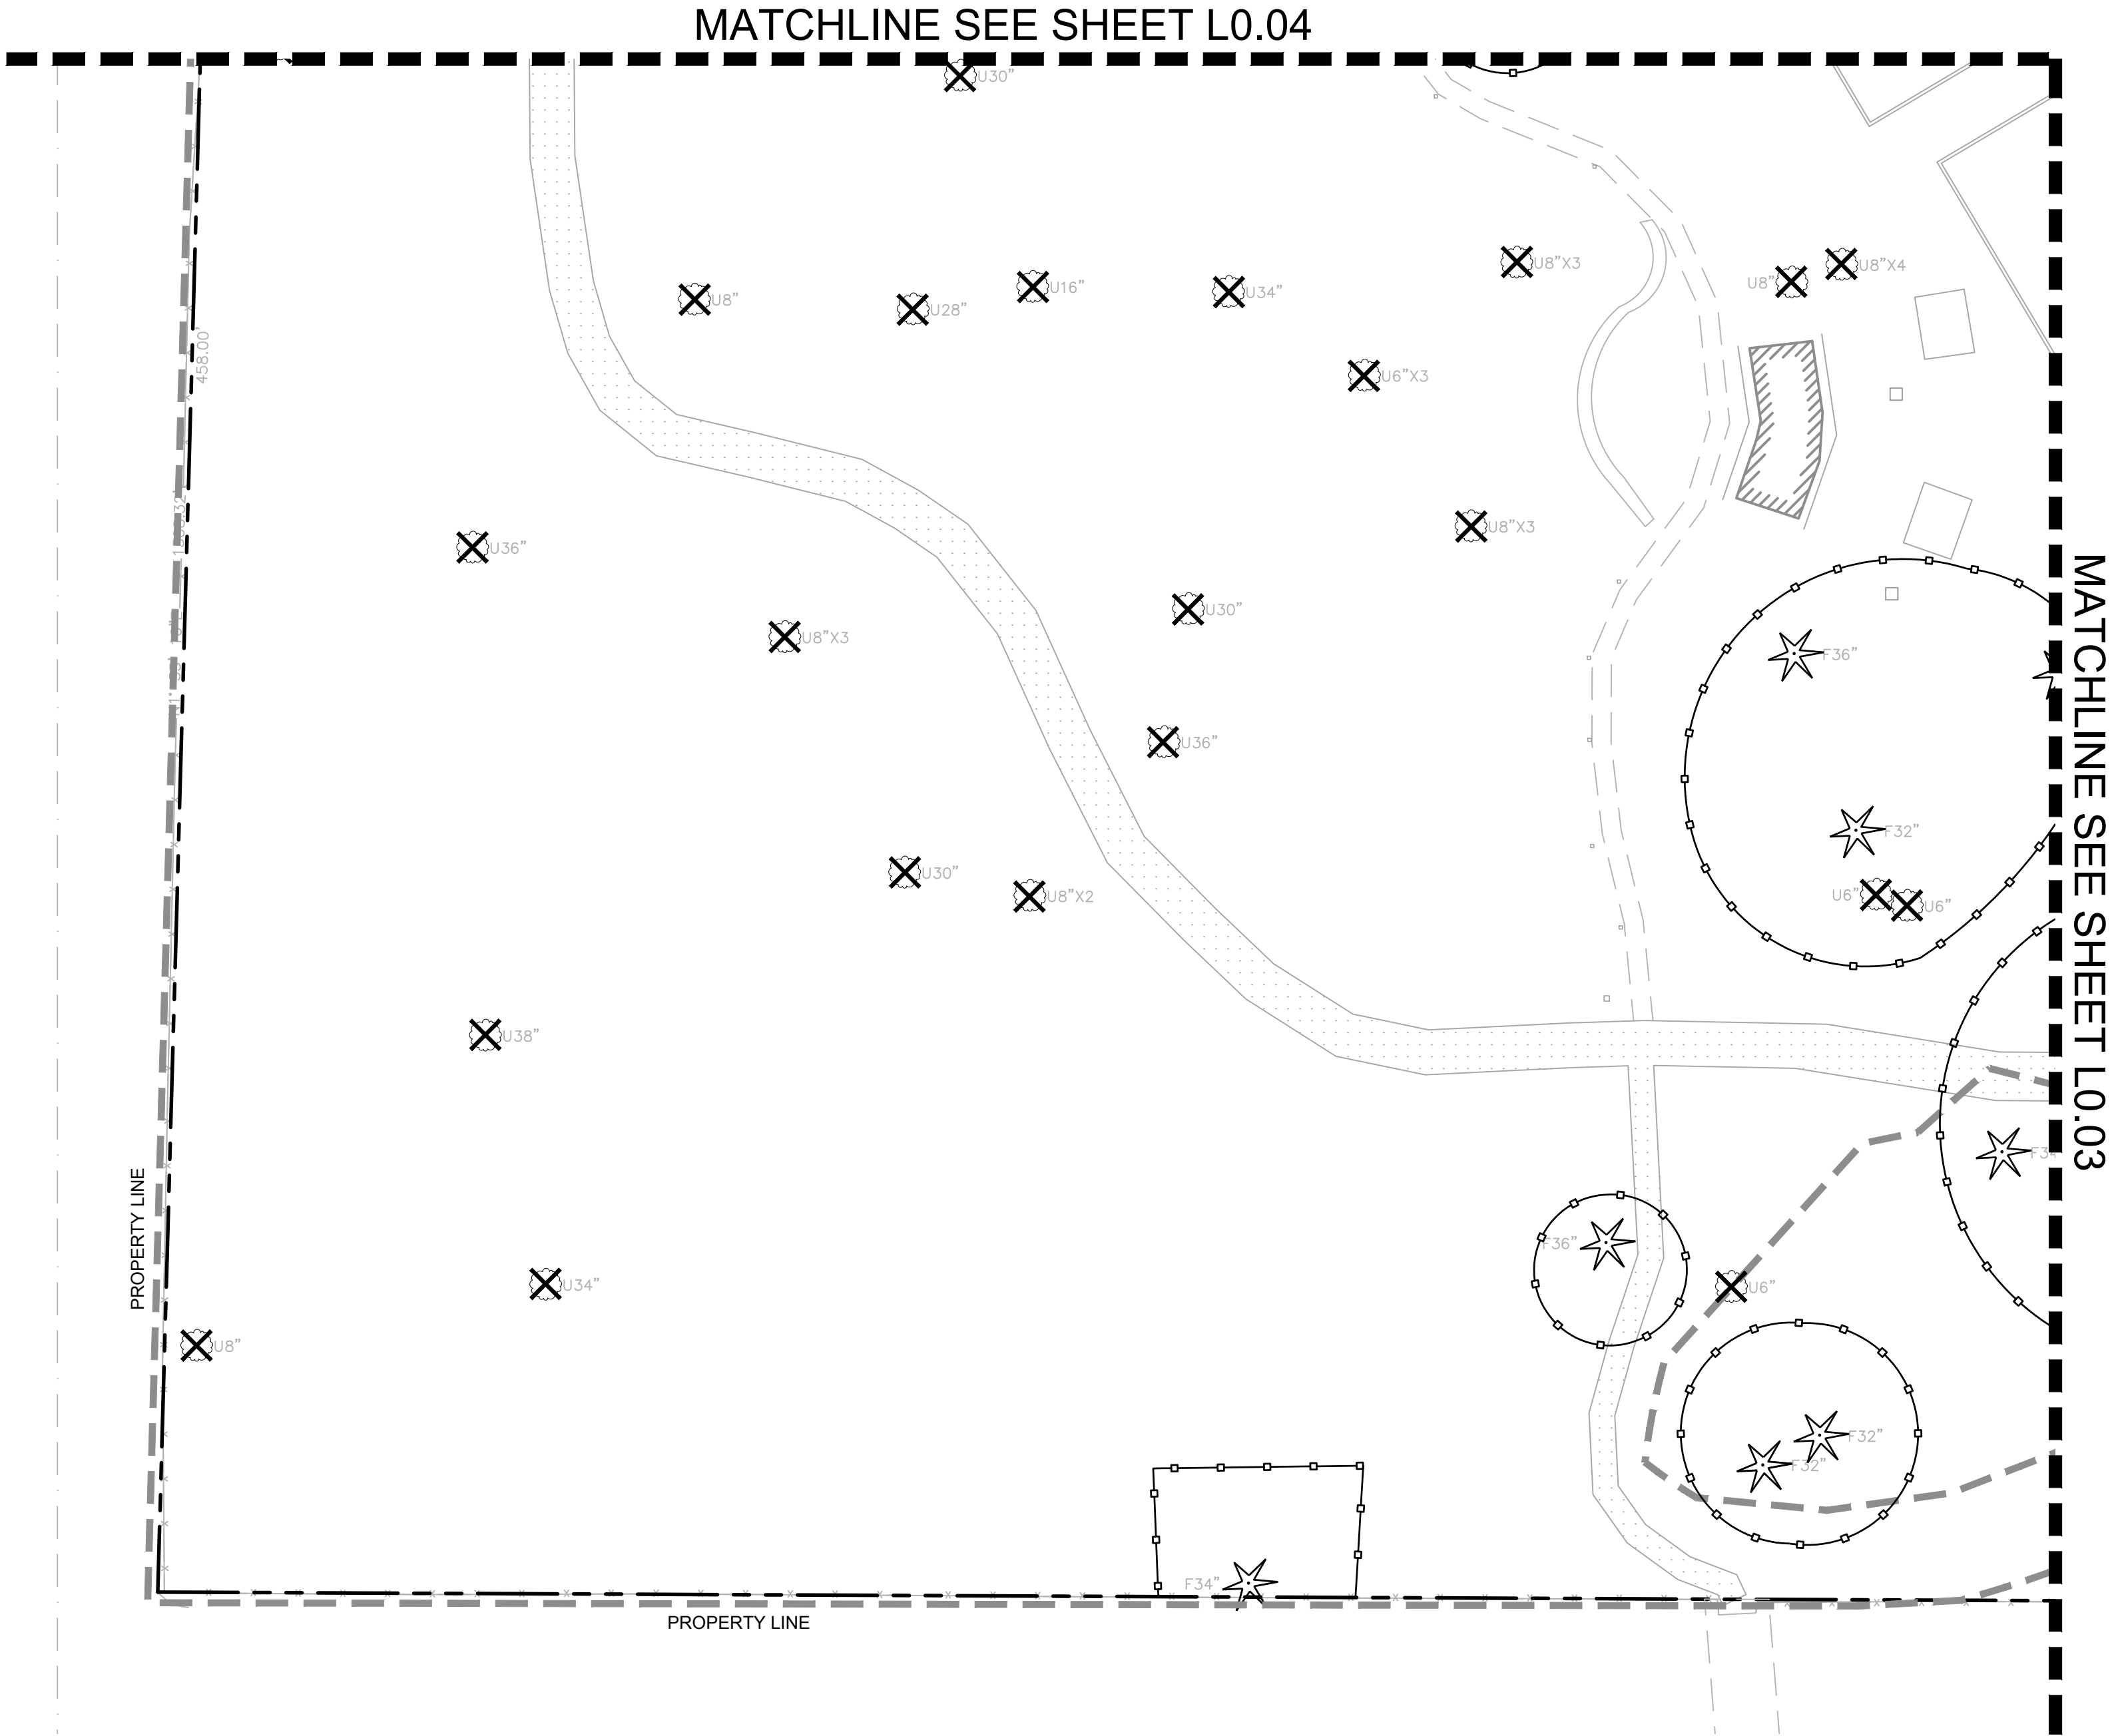 MATCHLINE SEE SHEET L0.04
U30"
U8"X3
U8"X4
U8"
U16"
U34"
U8"
U28"
458.00'
U6"X3
U8"X3
U36"
U30"
U8"X3
F36"
U36"
F32"
U30"
U8"X2
U6"
U6"
MATCHLINE SEE SHEET L0.03
U38"
F34
F36"
U34"
U6"
PROPERTY LINE
U8"
F32"
F32"
F34"
PROPERTY LINE